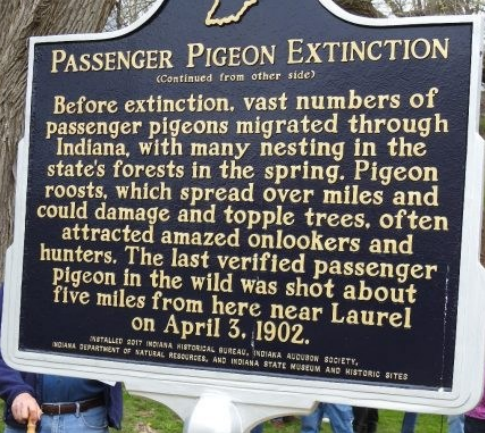 PASSENGER PIGEON EXTINCTION
(Continued from other side)
Before extinction, vast numbers of
passenger pigeons migrated through
Indiana, with many nesting in the
state's forests in the spring. Pigeon
roosts, which spread over miles and
could damage and topple trees, often
attracted amazed onlookers and
hunters. The last verified passenger
pigeon in the wild was shot about
five miles from here near Laurel
on April 3, 1902.
INSTALLED 2017 INDIANA HISTORICAL BUREAU, INDIANA AUDUBON SOCIETY,
INDIANA DEPARTMENT OF NATURAL RESOURCES, AND INDIANA STATE MUSEUM AND HISTORIC SITES